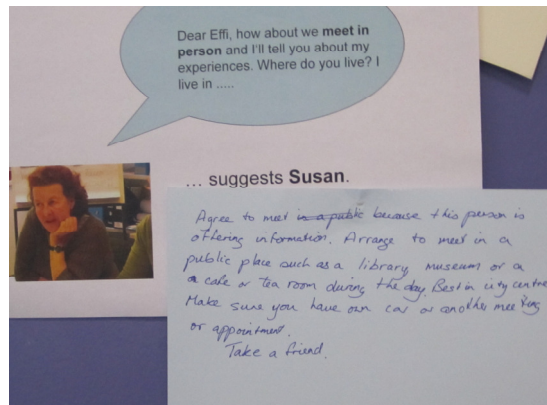 Dear Effi, how about we meet in
person and I'll tell you about my
experiences. Where do you live? I
live in .....
... suggests Susan.
Agree to meet in a public because this person is
offering information. Arrange to meet in a
public place such as a library museum or a
a cafe or tea room during the day. Best in city centre
Make sure you have own car or another meeting
or appointment.
Take a friend.